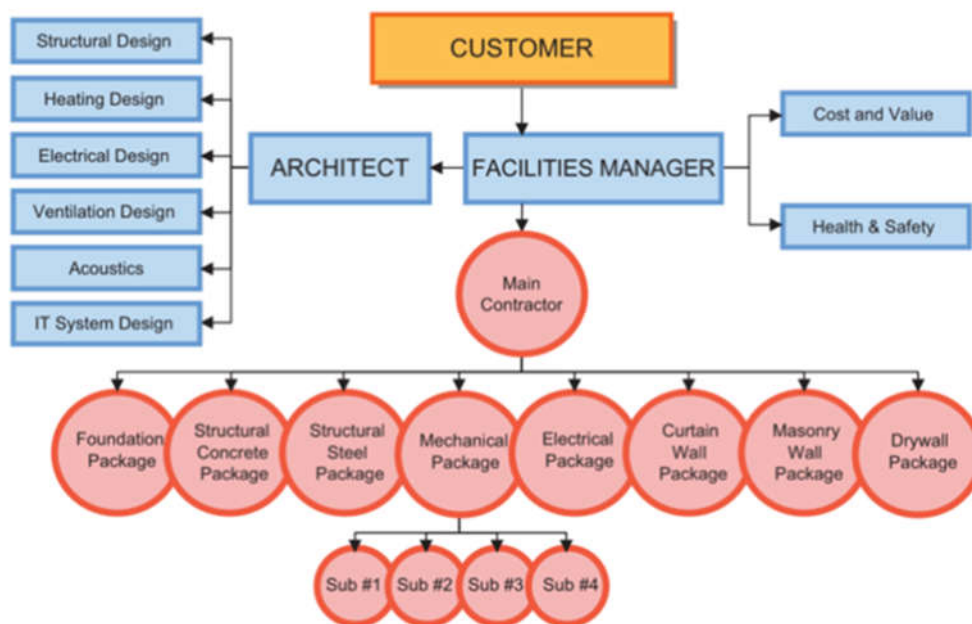 CUSTOMER
Structural Design
Heating Design
Electrical Design
Ventilation Design
Acoustics
IT System Design
ARCHITECT
FACILITIES MANAGER
Cost and Value
Health & Safety
Main
Contractor
Foundation
Package
Structural
Concrete
Package
Structural
Steel
Package
Mechanical
Package
Electrical
Package
Curtain
Wall
Package
Masonry
Wall
Package
Drywall
Package
Sub #1
Sub #2
Sub #3
Sub #4